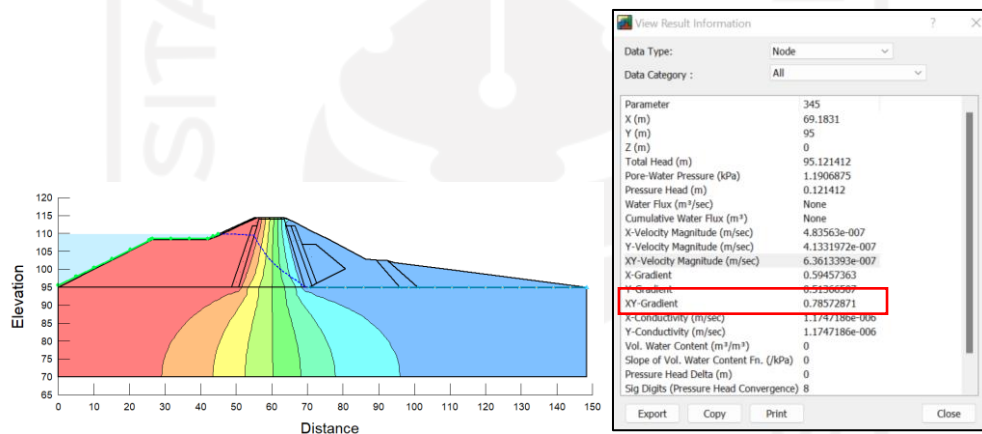 SITA
120
115
110
105
100
95
90
85
80
75
70
65
Elevation
0 10 20 30 40 50 60 70 80 90 100 110 120 130 140 150
Distance
View Result Information ? ×
Data Type: Node
Data Category : All
Parameter 345
X (m) 69.1831
Y (m) 95
Z (m) 0
Total Head (m) 95.121412
Pore-Water Pressure (kPa) 1.1906875
Pressure Head (m) 0.121412
Water Flux (m³/sec) None
Cumulative Water Flux (m³) None
X-Velocity Magnitude (m/sec) 4.83563e-007
Y-Velocity Magnitude (m/sec) 4.1331972e-007
XY-Velocity Magnitude (m/sec) 6.3613393e-007
X-Gradient 0.59457363
Y-Gradient 0.51366507
XY-Gradient 0.78572871
X-Conductivity (m/sec) 1.1747186e-006
Y-Conductivity (m/sec) 1.1747186e-006
Vol. Water Content (m³/m³) 0
Slope of Vol. Water Content Fn. (/kPa) 0
Pressure Head Delta (m) 0
Sig Digits (Pressure Head Convergence) 8
Export Copy Print Close